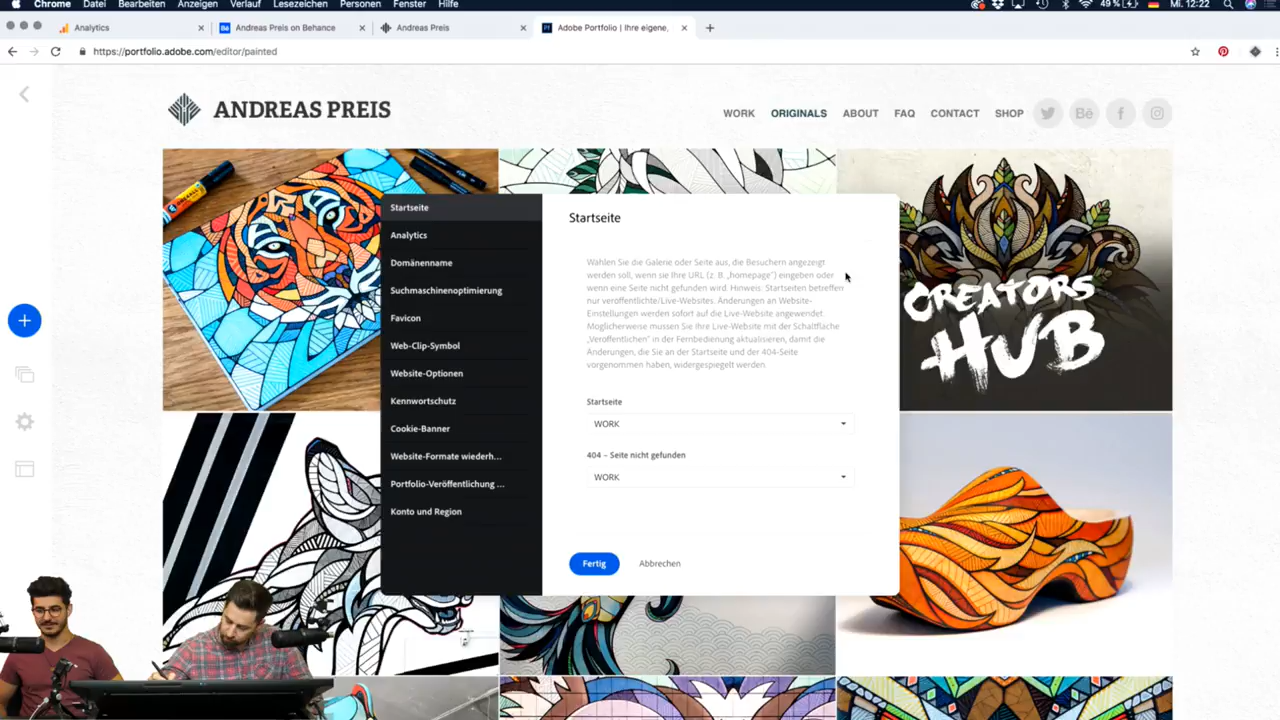 Chrome Datei Bearbeiten Anzeigen Verlauf Lesezeichen Personen Fenster Hilfe 49 % Mi. 12:22
Analytics Andreas Preis on Behance Andreas Preis Adobe Portfolio | Ihre eigene,
https://portfolio.adobe.com/editor/painted
ANDREAS PREIS WORK ORIGINALS ABOUT FAQ CONTACT SHOP
Startseite
Analytics
Domänenname
Suchmaschinenoptimierung
Favicon
Web-Clip-Symbol
Website-Optionen
Kennwortschutz
Cookie-Banner
Website-Formate wiederh...
Portfolio-Veröffentlichung ...
Konto und Region
Startseite
Wählen Sie die Galerie oder Seite aus, die Besuchern angezeigt
werden soll, wenn sie Ihre URL (z. B. „homepage") eingeben oder
wenn eine Seite nicht gefunden wird. Hinweis: Startseiten betreffen
nur veröffentlichte/Live-Websites. Änderungen an Website-
Einstellungen werden sofort auf die Live-Website angewendet.
Möglicherweise müssen Sie Ihre Live-Website mit der Schaltfläche
„Veröffentlichen" in der Fernbedienung aktualisieren, damit die
Änderungen, die Sie an der Startseite und der 404-Seite
vorgenommen haben, widergespiegelt werden.
Startseite
WORK
404 – Seite nicht gefunden
WORK
Fertig Abbrechen
CREATORS
HUB